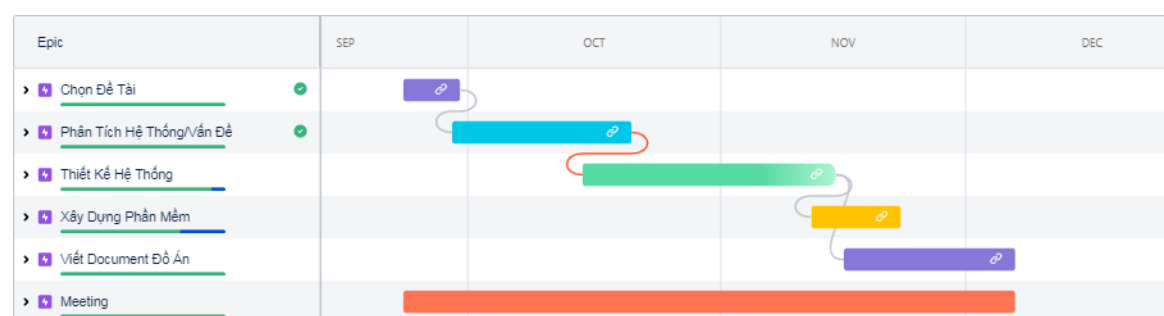 Epic
SEP
OCT
NOV
DEC
Chọn Đề Tài
Phân Tích Hệ Thống/Vấn Đề
Thiết Kế Hệ Thống
Xây Dựng Phần Mềm
Viết Document Đồ Án
Meeting